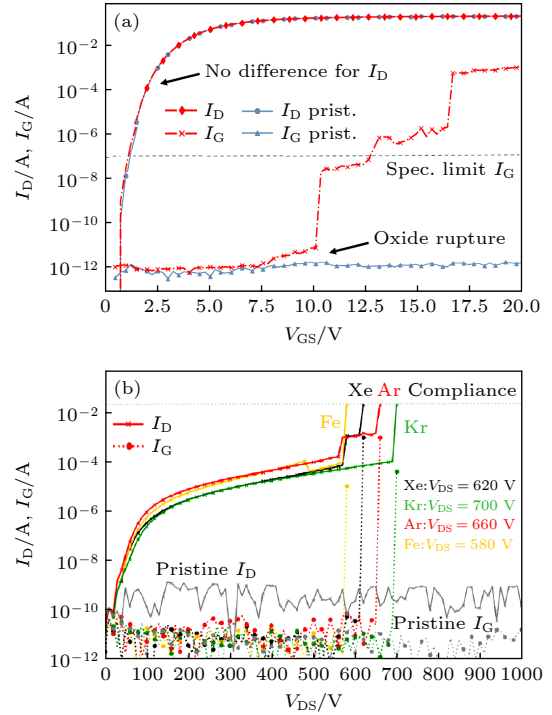 (a)
I_D/A, I_G/A
10^−2
10^−4
10^−6
10^−8
10^−10
10^−12
No difference for I_D
I_D I_D prist.
I_G I_G prist.
Spec. limit I_G
Oxide rupture
0 2.5 5.0 7.5 10.0 12.5 15.0 17.5 20.0
V_GS/V
(b)
Xe Ar Compliance
I_D/A, I_G/A
10^−2
10^−4
10^−6
10^−8
10^−10
10^−12
I_D
I_G
Fe
Kr
Xe:V_DS = 620 V
Kr:V_DS = 700 V
Ar:V_DS = 660 V
Fe:V_DS = 580 V
Pristine I_D
Pristine I_G
0 100 200 300 400 500 600 700 800 900 1000
V_DS/V